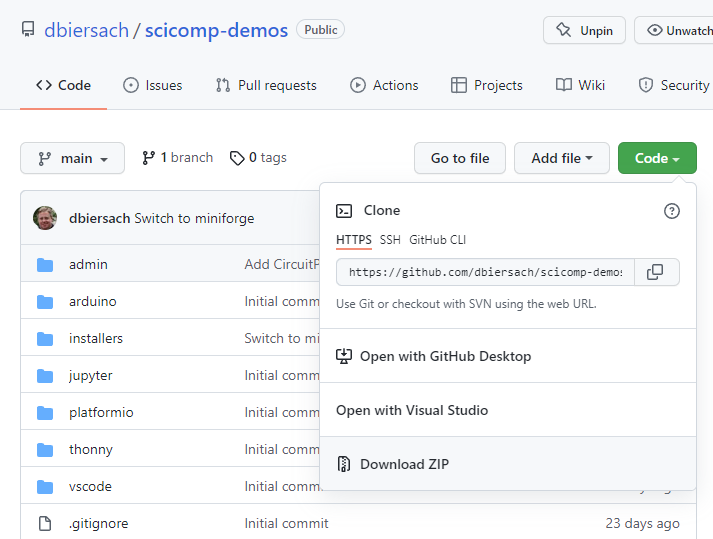 dbiersach / scicomp-demos Public Unpin Unwatch
Code Issues Pull requests Actions Projects Wiki Security
main 1 branch 0 tags Go to file Add file Code
dbiersach Switch to miniforge
Clone
HTTPS SSH GitHub CLI
admin Add CircuitP
https://github.com/dbiersach/scicomp-demos
arduino Initial comm
Use Git or checkout with SVN using the web URL.
installers Switch to mi
Open with GitHub Desktop
jupyter Initial comm
platformio Initial comm
Open with Visual Studio
thonny Initial comm
Download ZIP
vscode Initial comm
.gitignore Initial commit 23 days ago